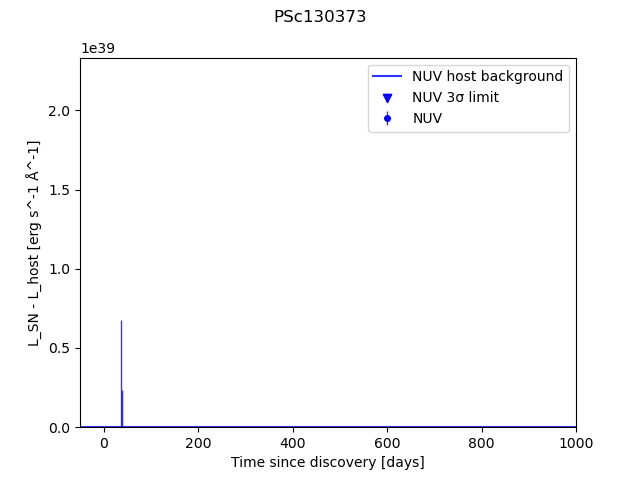 PSc130373
1e39
NUV host background
NUV 3σ limit
NUV
2.0
1.5
1.0
0.5
0.0
L_SN - L_host [erg s^-1 Å^-1]
0 200 400 600 800 1000
Time since discovery [days]